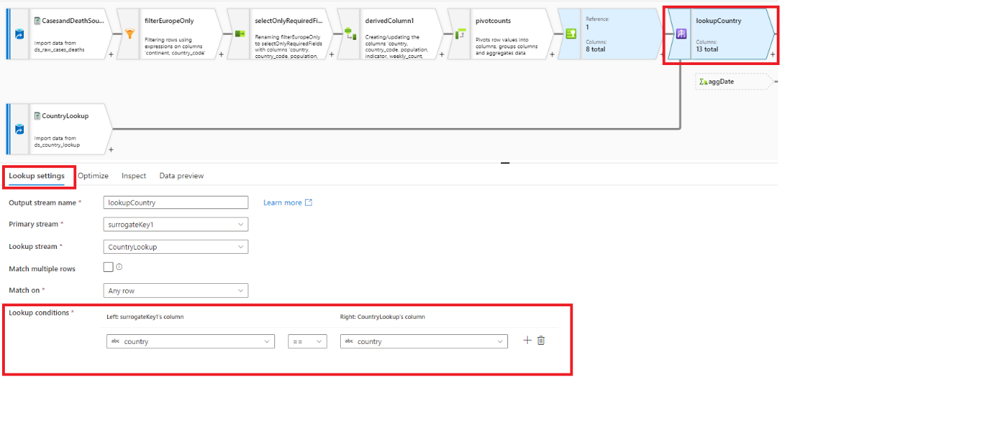 CasesandDeathSou...
Import data from
ds_raw_cases_deaths
+
filterEuropeOnly
Filtering rows using
expressions on columns
'continent, country_code'
+
selectOnlyRequiredFi...
Renaming filterEuropeOnly
to selectOnlyRequiredFields
with columns 'country,
country_code, population,
+
derivedColumn1
Creating/updating the
columns 'country,
country_code, population,
indicator, weekly_count,
+
pivotcounts
Pivots row values into
columns, groups columns
and aggregates data
+
Reference:
1
Columns:
8 total
+
lookupCountry
Columns:
13 total
+
aggDate
CountryLookup
Import data from
ds_country_lookup
+
Lookup settings Optimize Inspect Data preview
Output stream name * lookupCountry Learn more
Primary stream * surrogateKey1
Lookup stream * CountryLookup
Match multiple rows
Match on * Any row
Lookup conditions *
Left: surrogateKey1's column Right: CountryLookup's column
abc country == abc country +